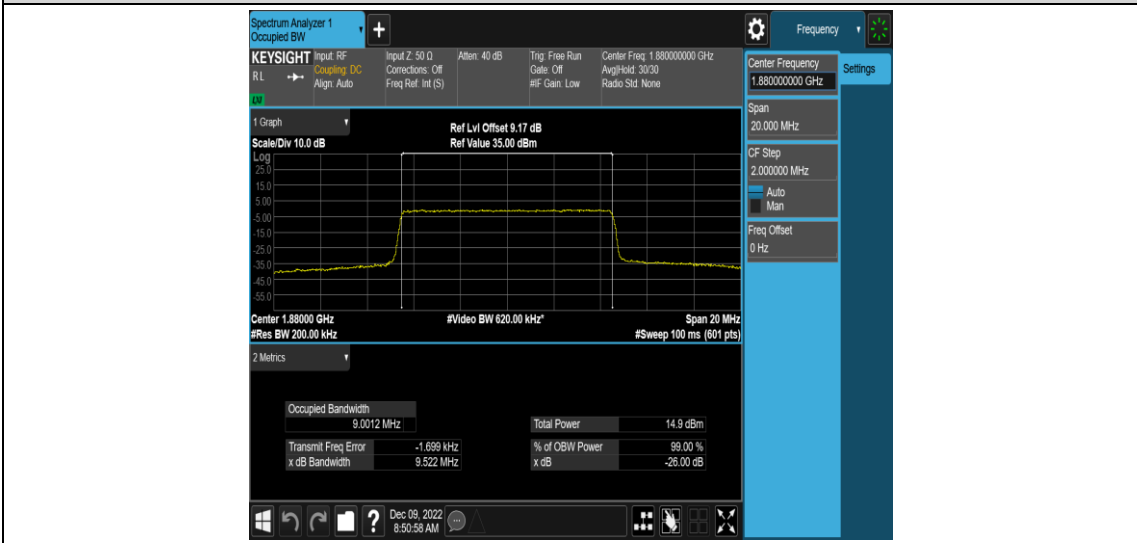 Spectrum Analyzer 1
Occupied BW
+
Frequency
KEYSIGHT
Input: RF
Coupling: DC
Align: Auto
Input Z: 50 Ω
Corrections: Off
Freq Ref: Int (S)
Atten: 40 dB
Trig: Free Run
Gate: Off
#IF Gain: Low
Center Freq: 1.880000000 GHz
Avg|Hold: 30/30
Radio Std: None
RL
LXI
Center Frequency
1.880000000 GHz
Settings
Span
20.000 MHz
CF Step
2.000000 MHz
Auto
Man
Freq Offset
0 Hz
1 Graph
Scale/Div 10.0 dB
Ref Lvl Offset 9.17 dB
Ref Value 35.00 dBm
Log
25.0
15.0
5.00
-5.00
-15.0
-25.0
-35.0
-45.0
-55.0
Center 1.88000 GHz
#Video BW 620.00 kHz*
Span 20 MHz
#Res BW 200.00 kHz
#Sweep 100 ms (601 pts)
2 Metrics
Occupied Bandwidth
9.0012 MHz
Total Power 14.9 dBm
Transmit Freq Error -1.699 kHz
% of OBW Power 99.00 %
x dB Bandwidth 9.522 MHz
x dB -26.00 dB
?
Dec 09, 2022
8:50:58 AM